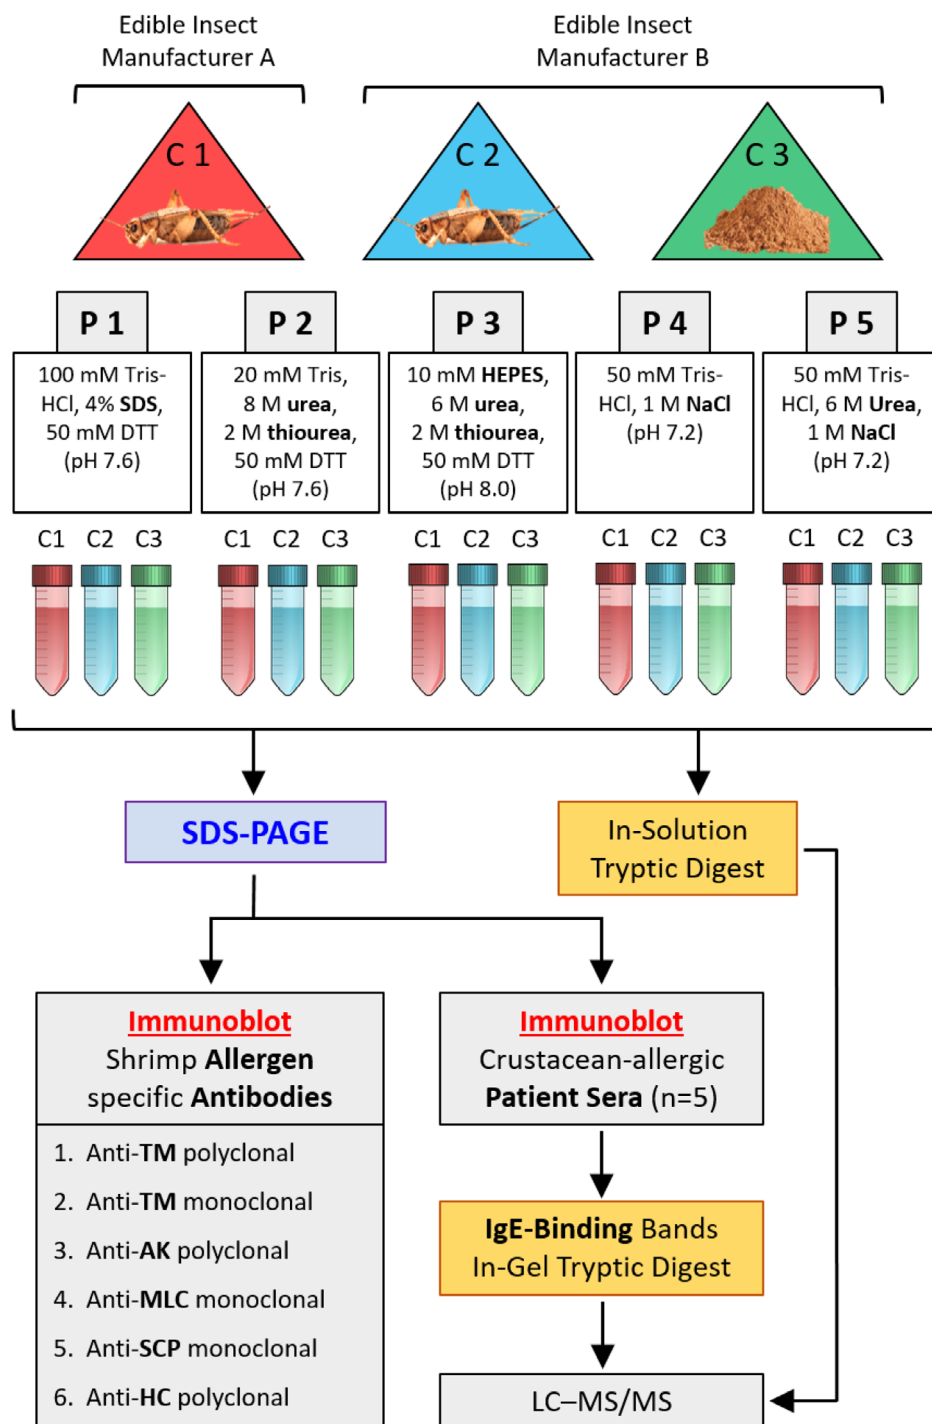 Edible Insect
Manufacturer A
Edible Insect
Manufacturer B
C 1
C 2
C 3
P 1
100 mM Tris-
HCl, 4% SDS,
50 mM DTT
(pH 7.6)
P 2
20 mM Tris,
8 M urea,
2 M thiourea,
50 mM DTT
(pH 7.6)
P 3
10 mM HEPES,
6 M urea,
2 M thiourea,
50 mM DTT
(pH 8.0)
P 4
50 mM Tris-
HCl, 1 M NaCl
(pH 7.2)
P 5
50 mM Tris-
HCl, 6 M Urea,
1 M NaCl
(pH 7.2)
C1 C2 C3
C1 C2 C3
C1 C2 C3
C1 C2 C3
C1 C2 C3
SDS-PAGE
In-Solution
Tryptic Digest
Immunoblot
Shrimp Allergen
specific Antibodies
1. Anti-TM polyclonal
2. Anti-TM monoclonal
3. Anti-AK polyclonal
4. Anti-MLC monoclonal
5. Anti-SCP monoclonal
6. Anti-HC polyclonal
Immunoblot
Crustacean-allergic
Patient Sera (n=5)
IgE-Binding Bands
In-Gel Tryptic Digest
LC–MS/MS